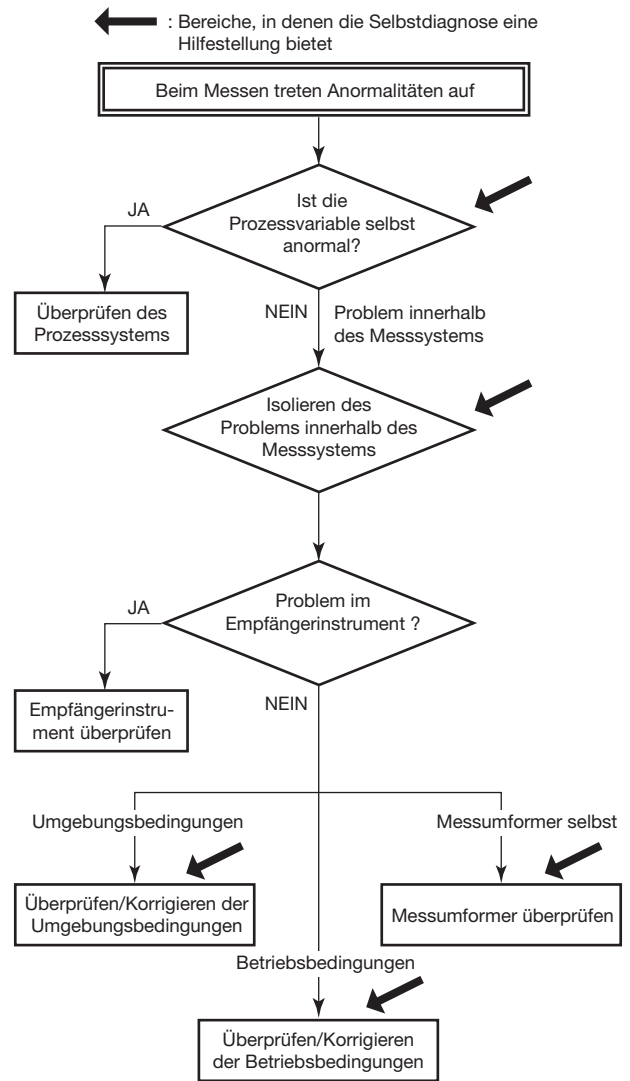 : Bereiche, in denen die Selbstdiagnose eine
Hilfestellung bietet
Beim Messen treten Anormalitäten auf
Ist die
Prozessvariable selbst
anormal?
JA
Überprüfen des
Prozesssystems
NEIN
Problem innerhalb
des Messsystems
Isolieren des
Problems innerhalb des
Messsystems
Problem im
Empfängerinstrument ?
JA
Empfängerinstru-
ment überprüfen
NEIN
Umgebungsbedingungen
Messumformer selbst
Überprüfen/Korrigieren der
Umgebungsbedingungen
Messumformer überprüfen
Betriebsbedingungen
Überprüfen/Korrigieren
der Betriebsbedingungen